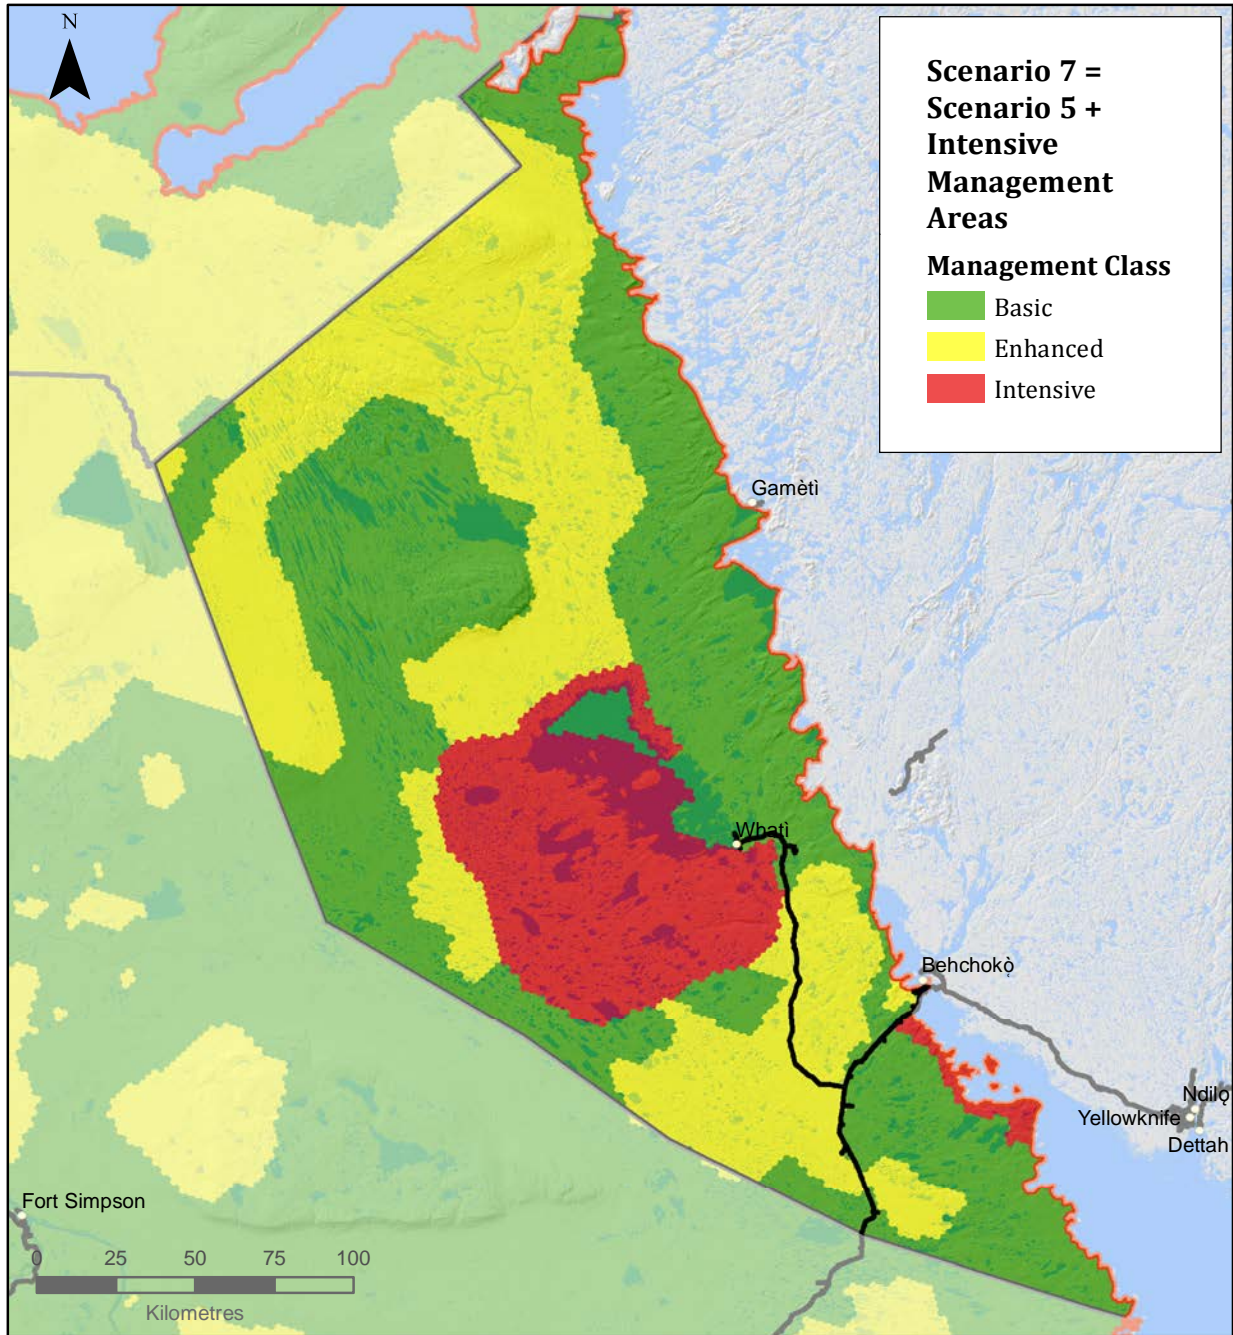 N
Scenario 7 =
Scenario 5 +
Intensive
Management
Areas
Management Class
Basic
Enhanced
Intensive
Gamètì
Whatì
Behchokǫ̀
Ndilǫ
Yellowknife
Dettah
Fort Simpson
0 25 50 75 100
Kilometres